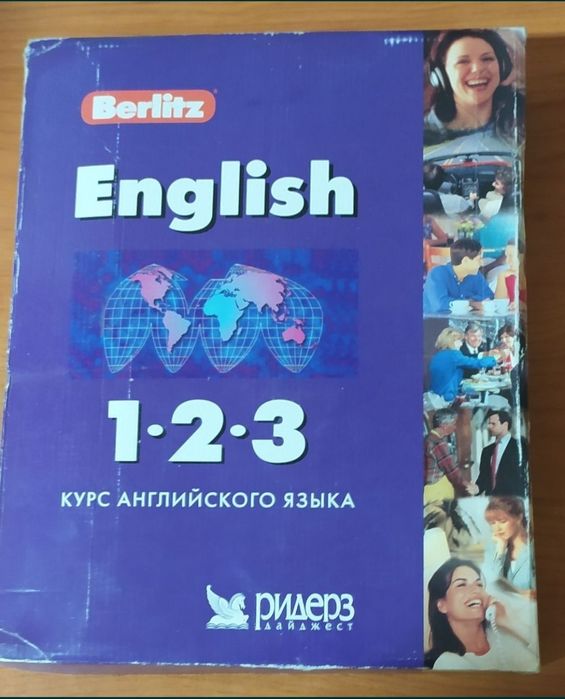 Berlitz
English
1·2·3
КУРС АНГЛИЙСКОГО ЯЗЫКА
ридерз
дайджест